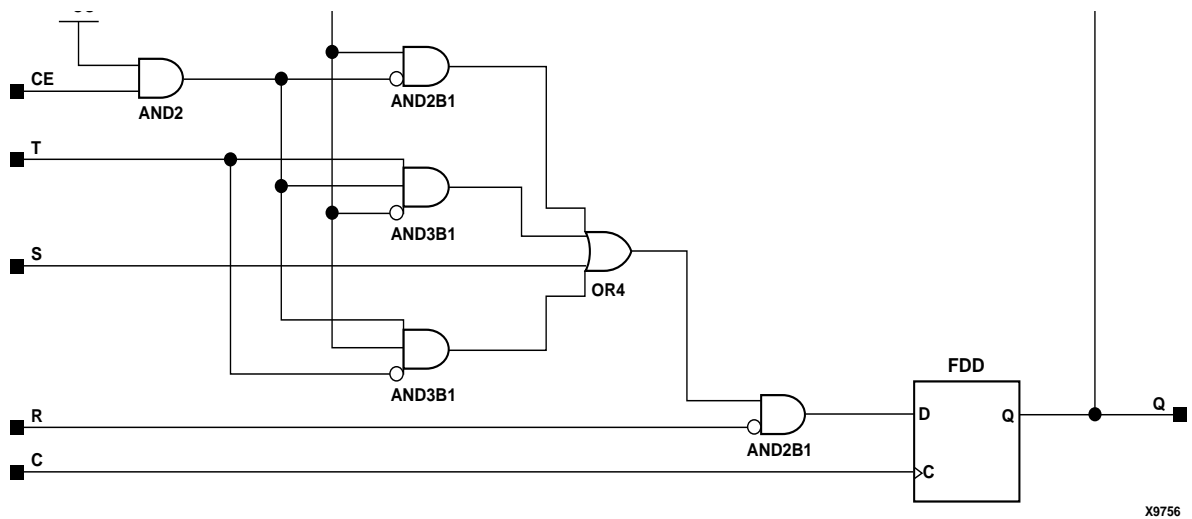 CE
AND2
AND2B1
T
AND3B1
S
OR4
AND3B1
FDD
R
D
Q
Q
AND2B1
C
C
X9756